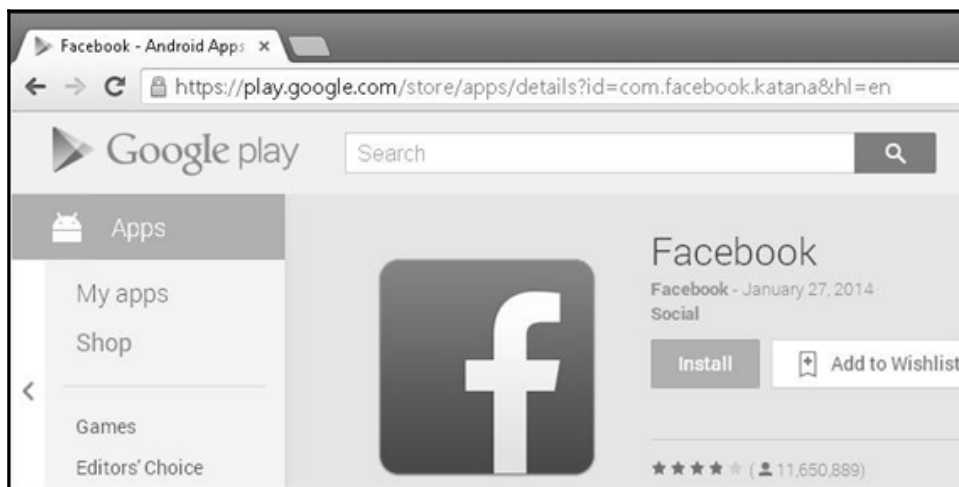 Facebook - Android Apps ×
https://play.google.com/store/apps/details?id=com.facebook.katana&hl=en
Google play
Search
Apps
My apps
Shop
Games
Editors' Choice
f
Facebook
Facebook - January 27, 2014
Social
Install
Add to Wishlist
(11,650,889)